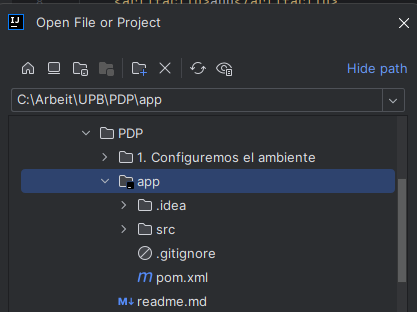 Open File or Project
Hide path
C:\Arbeit\UPB\PDP\app
PDP
1. Configuremos el ambiente
app
.idea
src
.gitignore
pom.xml
readme.md